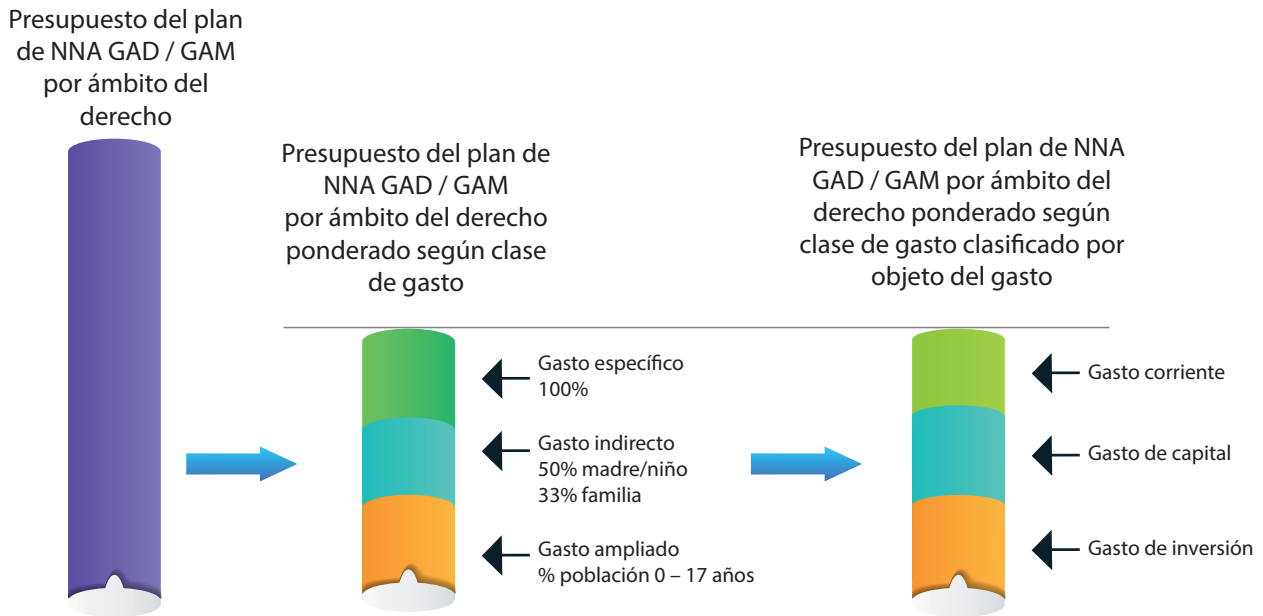 Presupuesto del plan
de NNA GAD / GAM
por ámbito del
derecho
Presupuesto del plan de
NNA GAD / GAM
por ámbito del derecho
ponderado según clase
de gasto
Presupuesto del plan de NNA
GAD / GAM por ámbito del
derecho ponderado según
clase de gasto clasificado por
objeto del gasto
Gasto específico
100%
Gasto indirecto
50% madre/niño
33% familia
Gasto ampliado
% población 0 – 17 años
Gasto corriente
Gasto de capital
Gasto de inversión